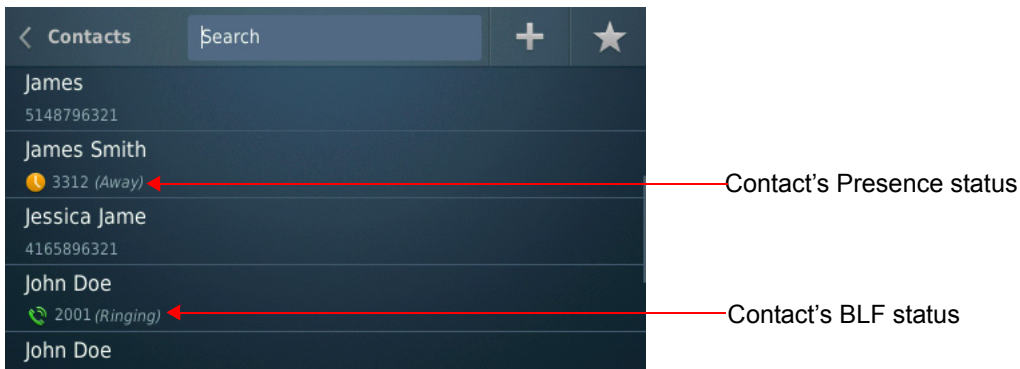 Contacts Search
James
5148796321
James Smith
3312 (Away)
Contact's Presence status
Jessica Jame
4165896321
John Doe
2001 (Ringing)
Contact's BLF status
John Doe